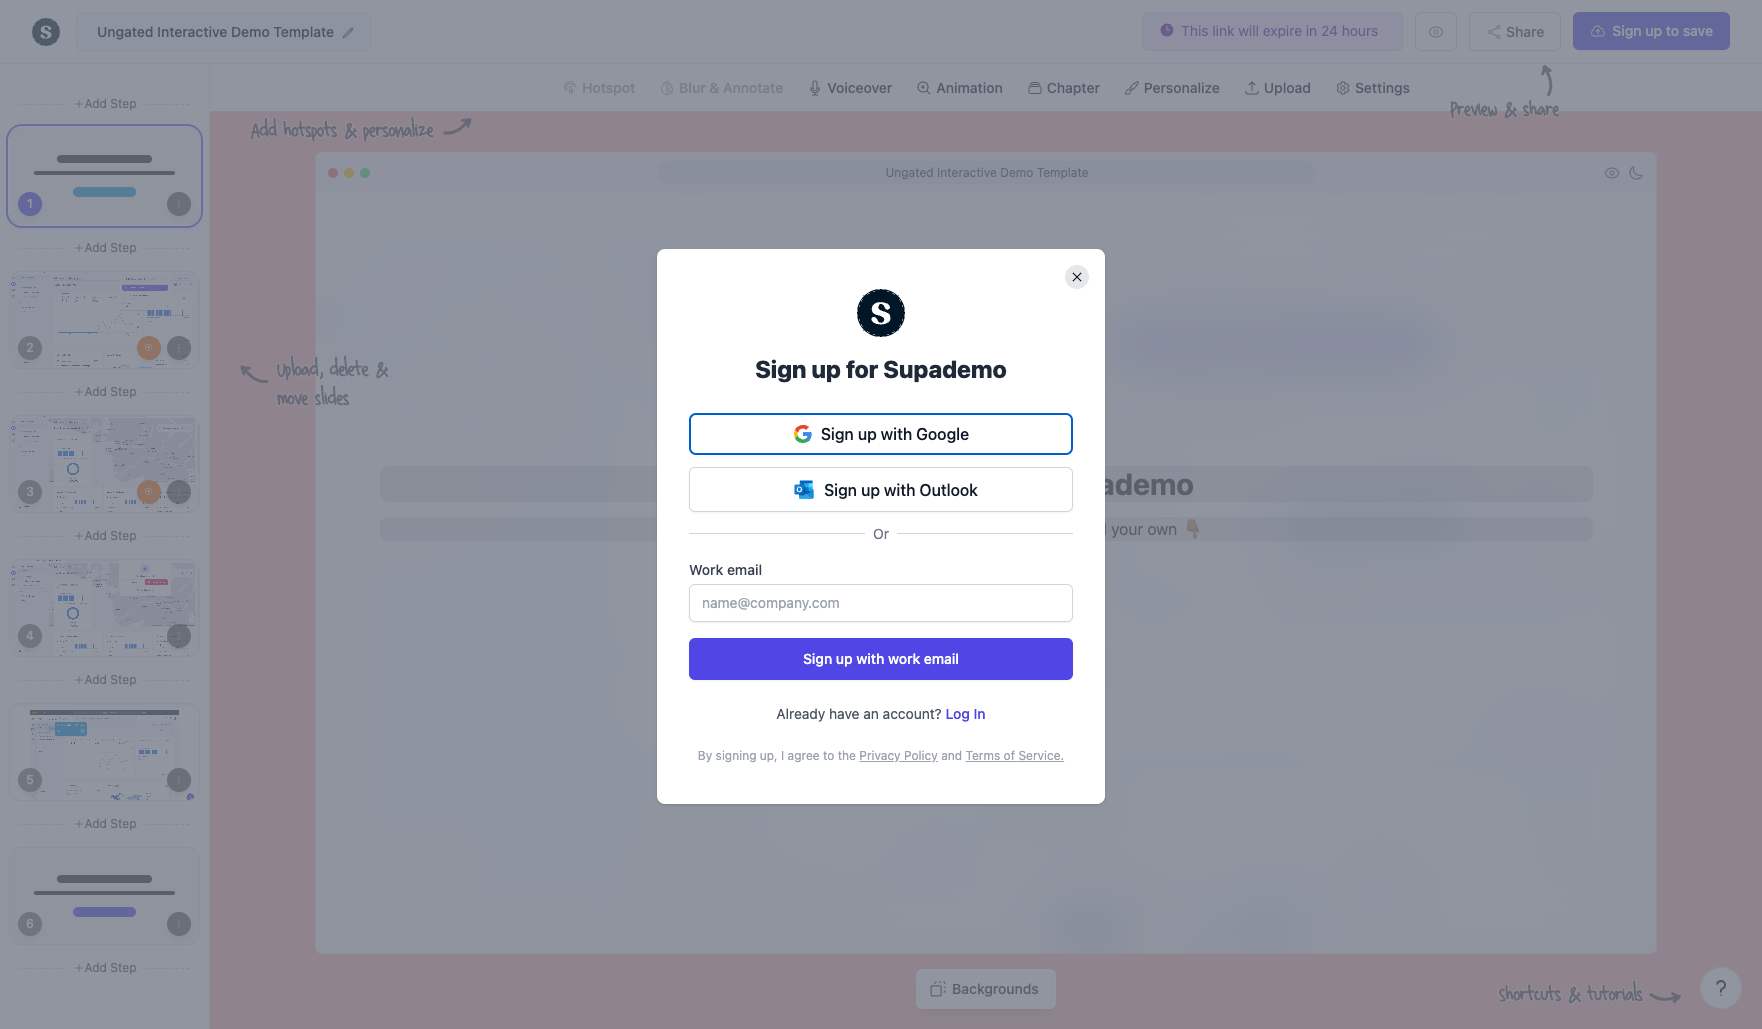 S
Ungated Interactive Demo Template
This link will expire in 24 hours
Share
Sign up to save
Hotspot
Blur & Annotate
Voiceover
Animation
Chapter
Personalize
Upload
Settings
Add hotspots & personalize
Preview & share
+Add Step
1
+Add Step
2
+Add Step
3
+Add Step
4
+Add Step
5
+Add Step
6
+Add Step
Upload, delete &
move slides
Ungated Interactive Demo Template
ademo
your own
S
Sign up for Supademo
Sign up with Google
Sign up with Outlook
Or
Work email
name@company.com
Sign up with work email
Already have an account? Log In
By signing up, I agree to the Privacy Policy and Terms of Service.
Backgrounds
shortcuts & tutorials
?